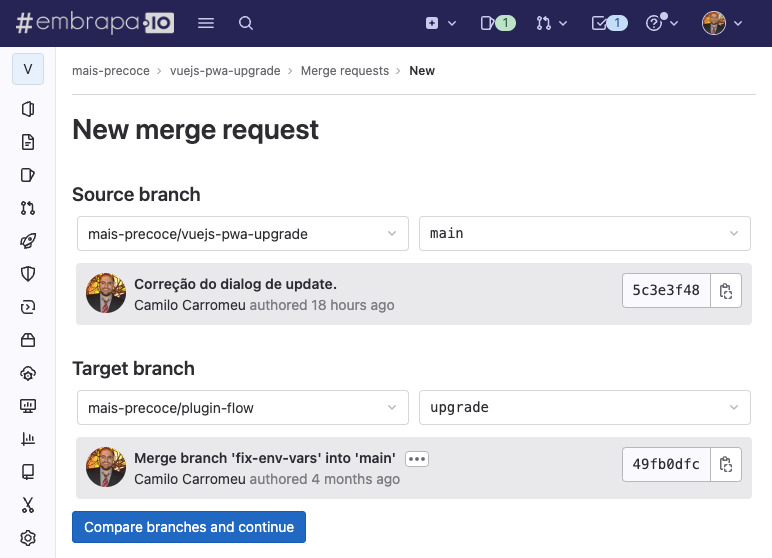 #embrapa.io
1
1
V
mais-precoce › vuejs-pwa-upgrade › Merge requests › New
New merge request
Source branch
mais-precoce/vuejs-pwa-upgrade
main
Correção do dialog de update.
5c3e3f48
Camilo Carromeu authored 18 hours ago
Target branch
mais-precoce/plugin-flow
upgrade
Merge branch 'fix-env-vars' into 'main'
49fb0dfc
Camilo Carromeu authored 4 months ago
Compare branches and continue